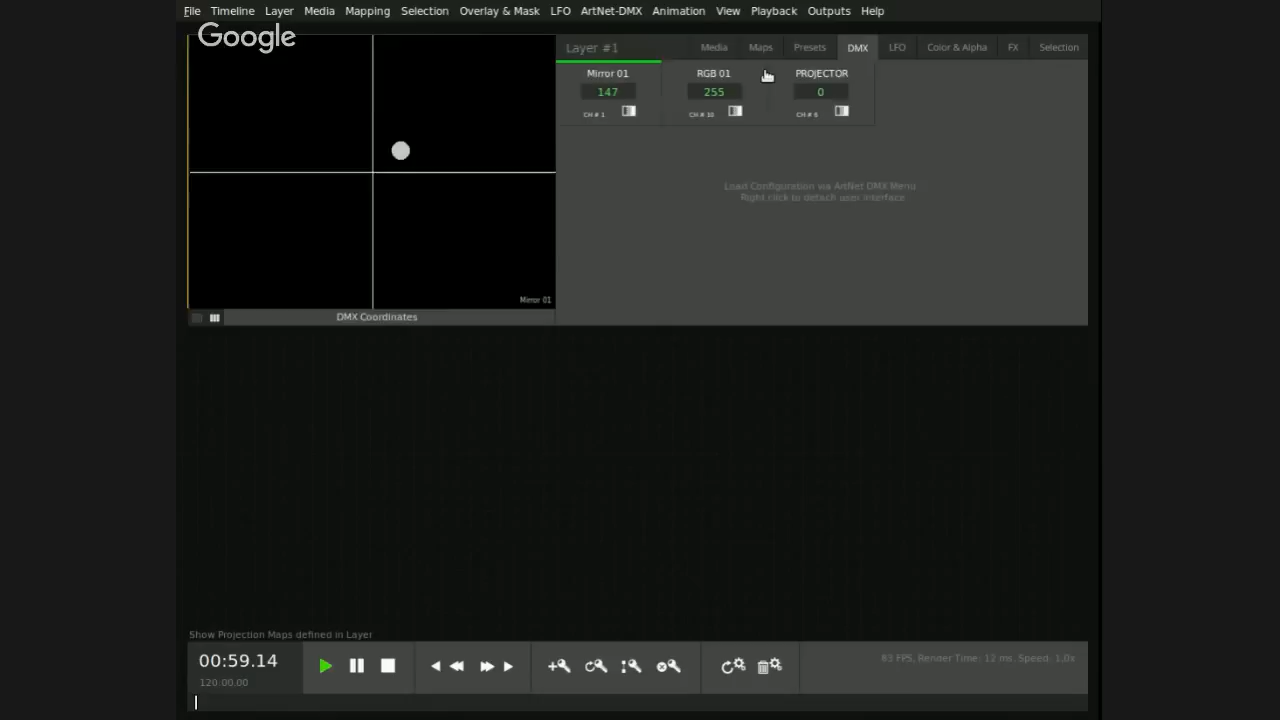 File Timeline Layer Media Mapping Selection Overlay & Mask LFO ArtNet-DMX Animation View Playback Outputs Help
Google
Layer #1 Media Maps Presets DMX LFO Color & Alpha FX Selection
Mirror 01 RGB 01 PROJECTOR
147 255 0
CH # 1 CH # 10 CH # 6
Load Configuration via ArtNet DMX Menu
Right click to detach user interface
Mirror 01
DMX Coordinates
Show Projection Maps defined in Layer
00:59.14
120:00.00
83 FPS, Render Time: 12 ms, Speed: 1,0x